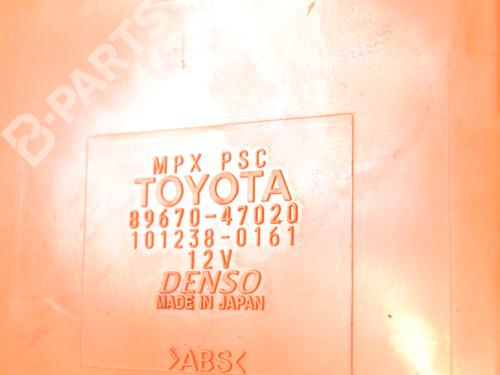 B-PARTS
MPX PSC
TOYOTA
89670-47020
101238-0161
12V
DENSO
MADE IN JAPAN
>ABS<